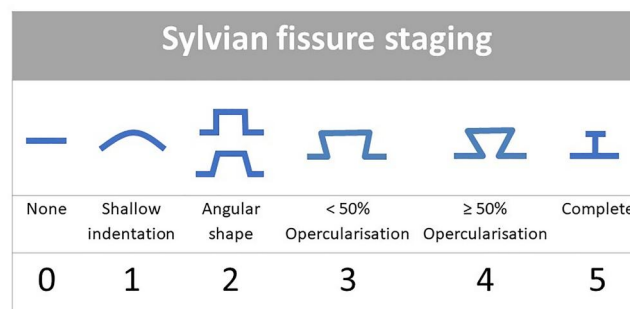 Sylvian fissure staging
None
Shallow
indentation
Angular
shape
< 50%
Opercularisation
≥ 50%
Opercularisation
Complete
0 1 2 3 4 5